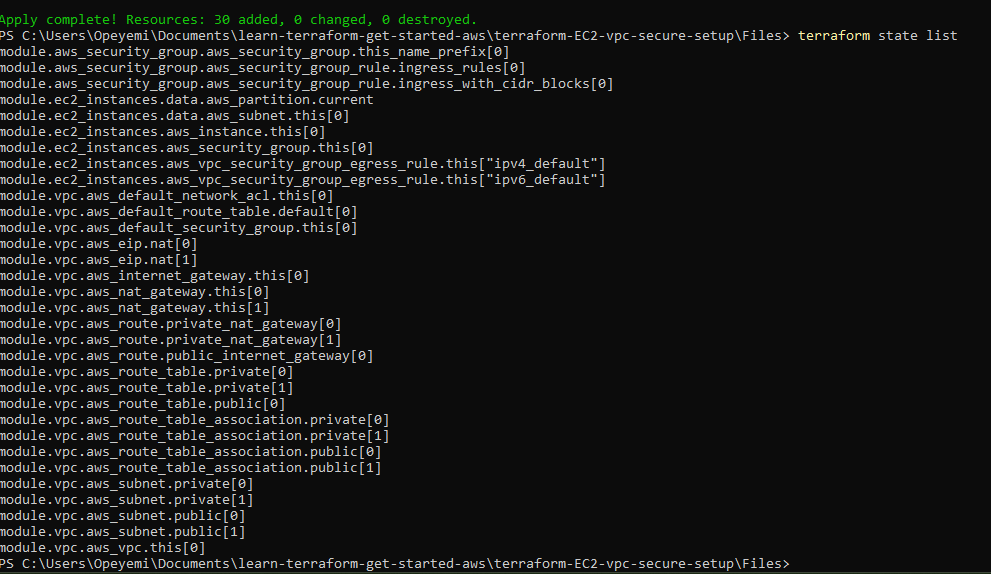 Apply complete! Resources: 30 added, 0 changed, 0 destroyed.
PS C:\Users\Opeyemi\Documents\learn-terraform-get-started-aws\terraform-EC2-vpc-secure-setup\Files> terraform state list
module.aws_security_group.aws_security_group.this_name_prefix[0]
module.aws_security_group.aws_security_group_rule.ingress_rules[0]
module.aws_security_group.aws_security_group_rule.ingress_with_cidr_blocks[0]
module.ec2_instances.data.aws_partition.current
module.ec2_instances.data.aws_subnet.this[0]
module.ec2_instances.aws_instance.this[0]
module.ec2_instances.aws_security_group.this[0]
module.ec2_instances.aws_vpc_security_group_egress_rule.this["ipv4_default"]
module.ec2_instances.aws_vpc_security_group_egress_rule.this["ipv6_default"]
module.vpc.aws_default_network_acl.this[0]
module.vpc.aws_default_route_table.default[0]
module.vpc.aws_default_security_group.this[0]
module.vpc.aws_eip.nat[0]
module.vpc.aws_eip.nat[1]
module.vpc.aws_internet_gateway.this[0]
module.vpc.aws_nat_gateway.this[0]
module.vpc.aws_nat_gateway.this[1]
module.vpc.aws_route.private_nat_gateway[0]
module.vpc.aws_route.private_nat_gateway[1]
module.vpc.aws_route.public_internet_gateway[0]
module.vpc.aws_route_table.private[0]
module.vpc.aws_route_table.private[1]
module.vpc.aws_route_table.public[0]
module.vpc.aws_route_table_association.private[0]
module.vpc.aws_route_table_association.private[1]
module.vpc.aws_route_table_association.public[0]
module.vpc.aws_route_table_association.public[1]
module.vpc.aws_subnet.private[0]
module.vpc.aws_subnet.private[1]
module.vpc.aws_subnet.public[0]
module.vpc.aws_subnet.public[1]
module.vpc.aws_vpc.this[0]
PS C:\Users\Opeyemi\Documents\learn-terraform-get-started-aws\terraform-EC2-vpc-secure-setup\Files>